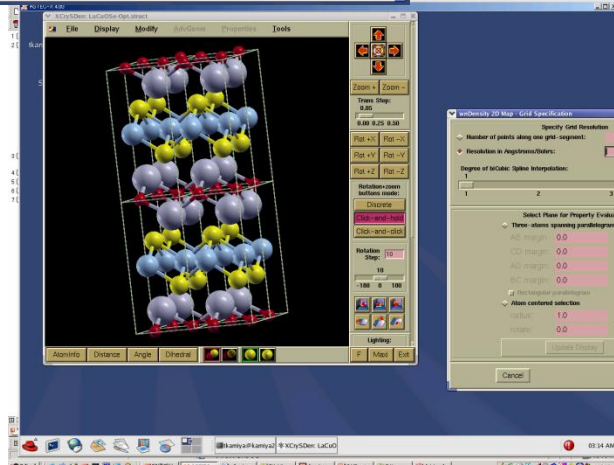 XCrySDen: LaCuOSe-Opt.struct
File Display Modify AdvGeom Properties Tools
Zoom + Zoom -
Trans Step:
0.05
0.00 0.25 0.50
Rot +X Rot -X
Rot +Y Rot -Y
Rot +Z Rot -Z
Rotation+zoom
buttons mode:
Discrete
Click-and-hold
Click-and-click
Rotation
Step: 10
10
-180 0 180
Lighting:
AtomInfo Distance Angle Dihedral
F Maxi Exit
wnDensity 2D Map - Grid Specification
Specify Grid Resolution
Number of points along one grid-segment:
Resolution in Angstroms/Bohrs:
Degree of biCubic Spline Interpolation:
1
1 2 3
Select Plane for Property Evalua
Three-atoms spanning parallelogram
AB margin: 0.0
CD margin: 0.0
AD margin: 0.0
BC margin: 0.0
Rectangular parallelogram
Atom centered selection
radius: 1.0
rotate: 0.0
Update Display
Cancel
tkamiya@kamiya2 XCrySDen: LaCuO
03:14 AM